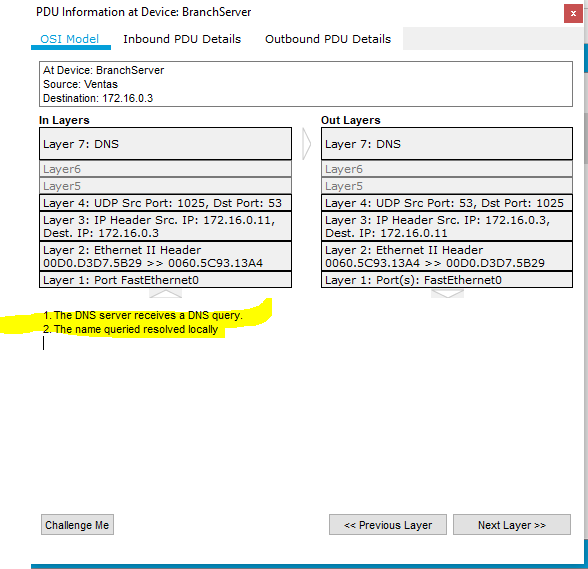 PDU Information at Device: BranchServer
x
OSI Model Inbound PDU Details Outbound PDU Details
At Device: BranchServer
Source: Ventas
Destination: 172.16.0.3
In Layers
Layer 7: DNS
Layer6
Layer5
Layer 4: UDP Src Port: 1025, Dst Port: 53
Layer 3: IP Header Src. IP: 172.16.0.11,
Dest. IP: 172.16.0.3
Layer 2: Ethernet II Header
00D0.D3D7.5B29 >> 0060.5C93.13A4
Layer 1: Port FastEthernet0
Out Layers
Layer 7: DNS
Layer6
Layer5
Layer 4: UDP Src Port: 53, Dst Port: 1025
Layer 3: IP Header Src. IP: 172.16.0.3,
Dest. IP: 172.16.0.11
Layer 2: Ethernet II Header
0060.5C93.13A4 >> 00D0.D3D7.5B29
Layer 1: Port(s): FastEthernet0
1. The DNS server receives a DNS query.
2. The name queried resolved locally
Challenge Me
<< Previous Layer
Next Layer >>